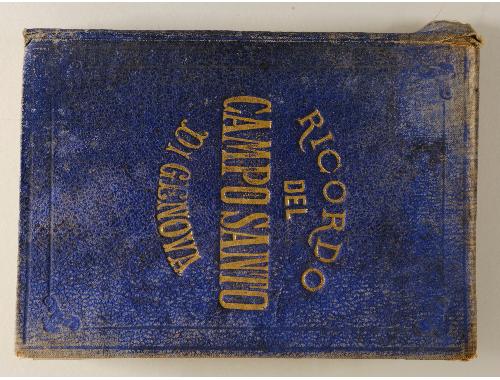 RICORDO
DEL
CAMPO SANTO
DI GENOVA